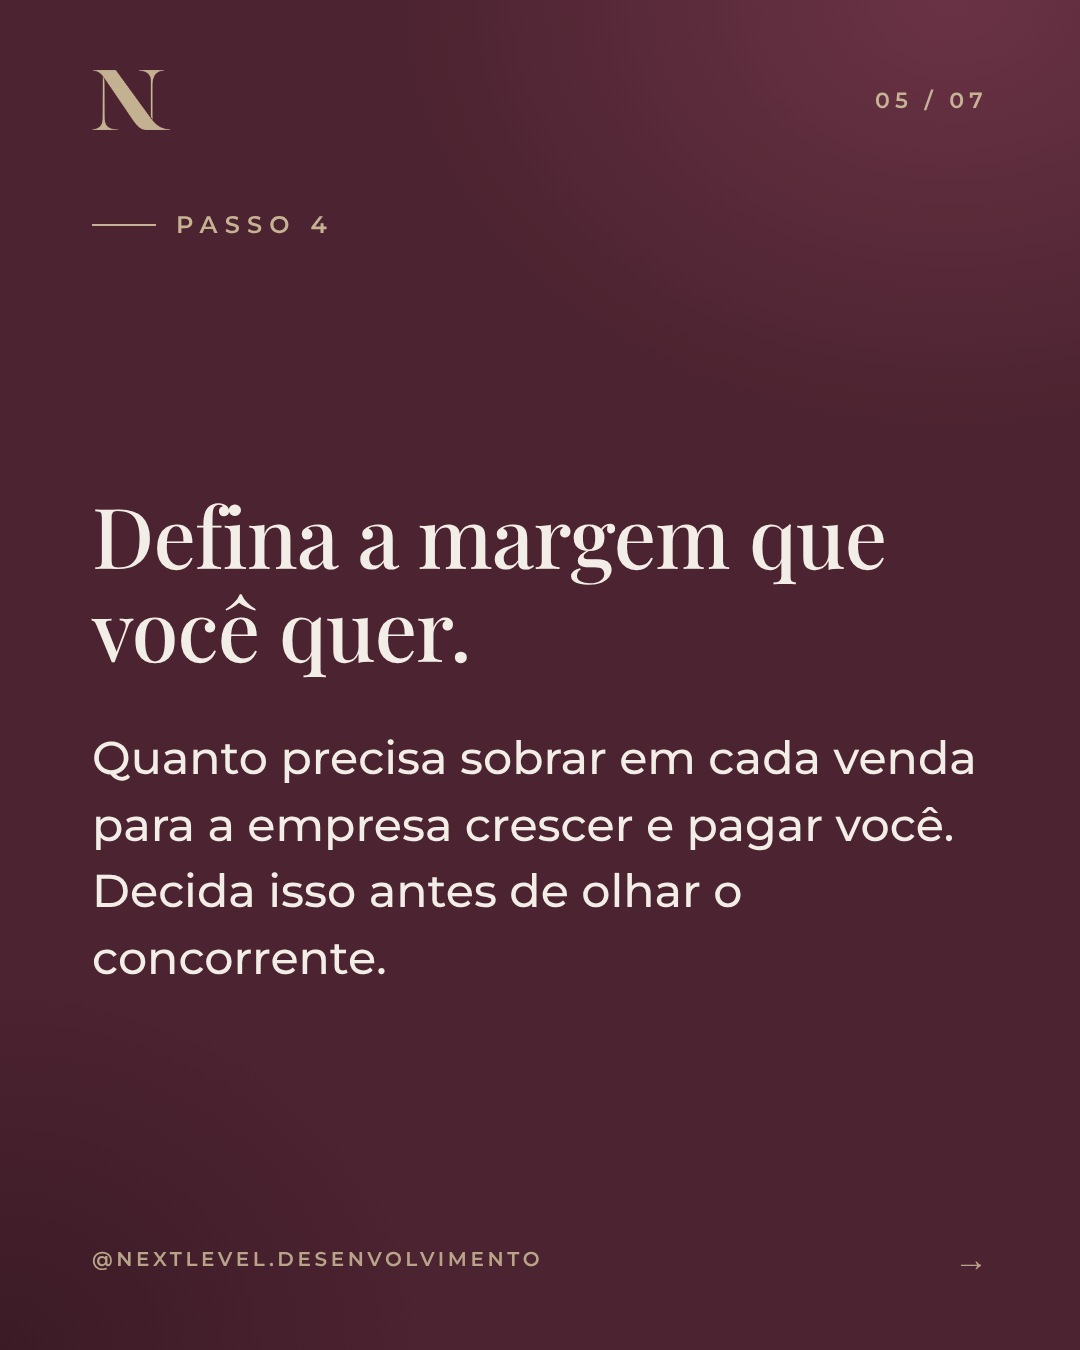 N
05 / 07
PASSO 4
Defina a margem que
você quer.
Quanto precisa sobrar em cada venda
para a empresa crescer e pagar você.
Decida isso antes de olhar o
concorrente.
@NEXTLEVEL.DESENVOLVIMENTO
→